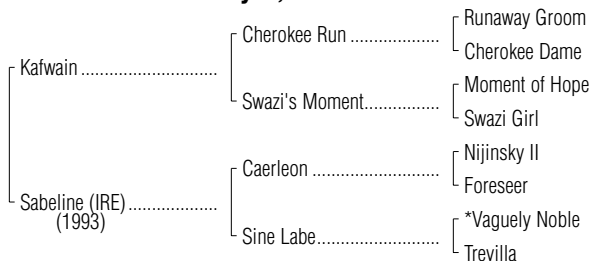 Runaway Groom
Cherokee Run ...................
Cherokee Dame
Kafwain .............................
Moment of Hope
Swazi's Moment................
Swazi Girl
Nijinsky II
Caerleon ...........................
Foreseer
Sabeline (IRE)...................
(1993)
*Vaguely Noble
Sine Labe..........................
Trevilla